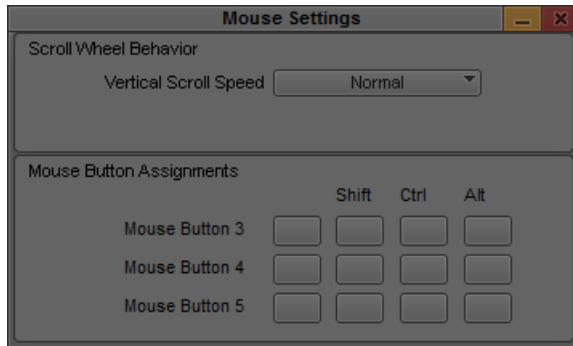 Mouse Settings
Scroll Wheel Behavior
Vertical Scroll Speed Normal
Mouse Button Assignments
Shift Ctrl Alt
Mouse Button 3
Mouse Button 4
Mouse Button 5